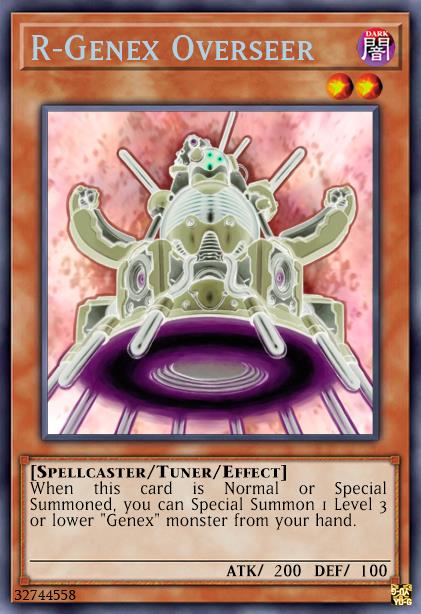 R-Genex Overseer
DARK
闇
[Spellcaster/Tuner/Effect]
When this card is Normal or Special
Summoned, you can Special Summon 1 Level 3
or lower "Genex" monster from your hand.
ATK/ 200 DEF/ 100
32744558